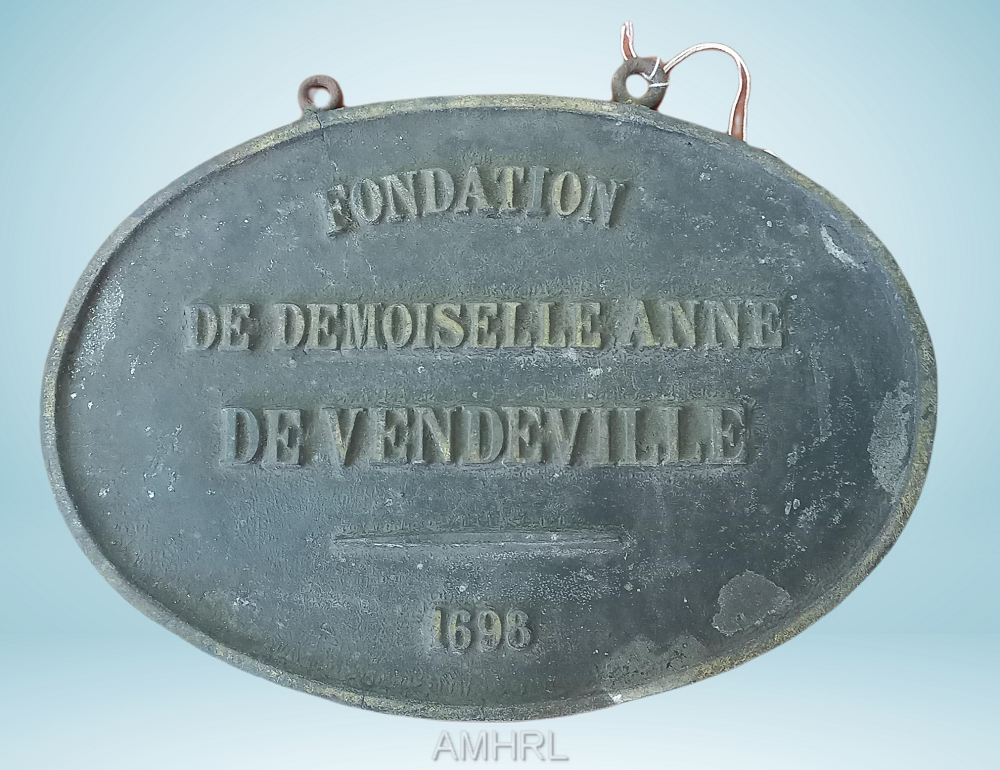 FONDATION
DE DEMOISELLE ANNE
DE VENDEVILLE
1698
AMHRL